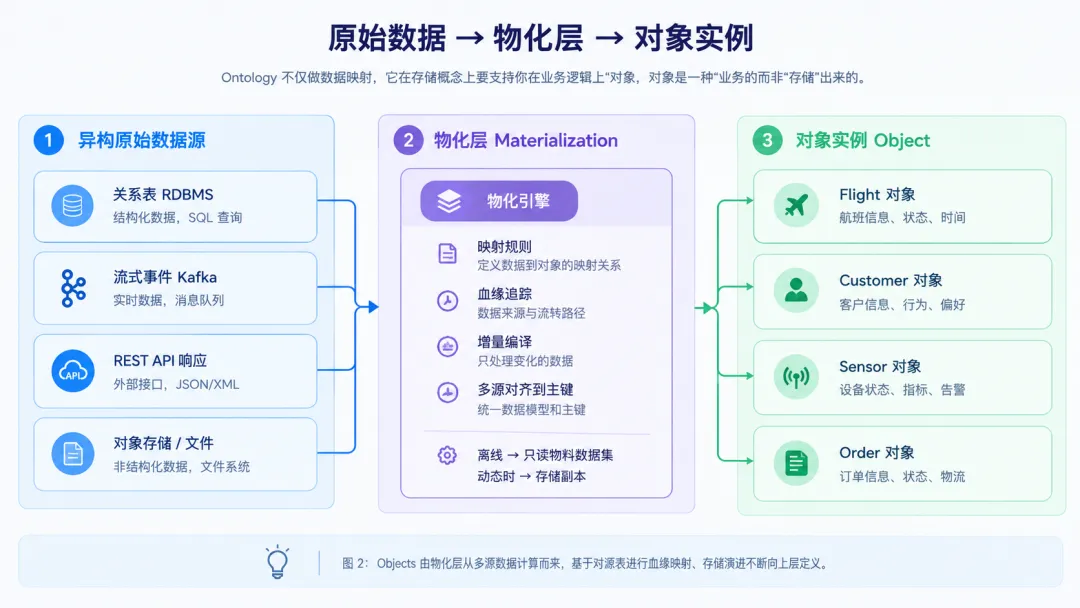 原始数据 → 物化层 → 对象实例
Ontology 不仅做数据映射，它在存储概念上要支持你在业务逻辑上“对象，对象是一种“业务的而非“存储”出来的。
1 异构原始数据源
关系表 RDBMS
结构化数据，SQL 查询
流式事件 Kafka
实时数据，消息队列
API
REST API 响应
外部接口，JSON/XML
对象存储 / 文件
非结构化数据，文件系统
2 物化层 Materialization
物化引擎
映射规则
定义数据到对象的映射关系
血缘追踪
数据来源与流转路径
增量编译
只处理变化的数据
多源对齐到主键
统一数据模型和主键
离线 → 只读物料数据集
动态时 → 存储副本
3 对象实例 Object
Flight 对象
航班信息、状态、时间
Customer 对象
客户信息、行为、偏好
Sensor 对象
设备状态、指标、告警
Order 对象
订单信息、状态、物流
图 2： Objects 由物化层从多源数据计算而来，基于对源表进行血缘映射、存储演进不断向上层定义。